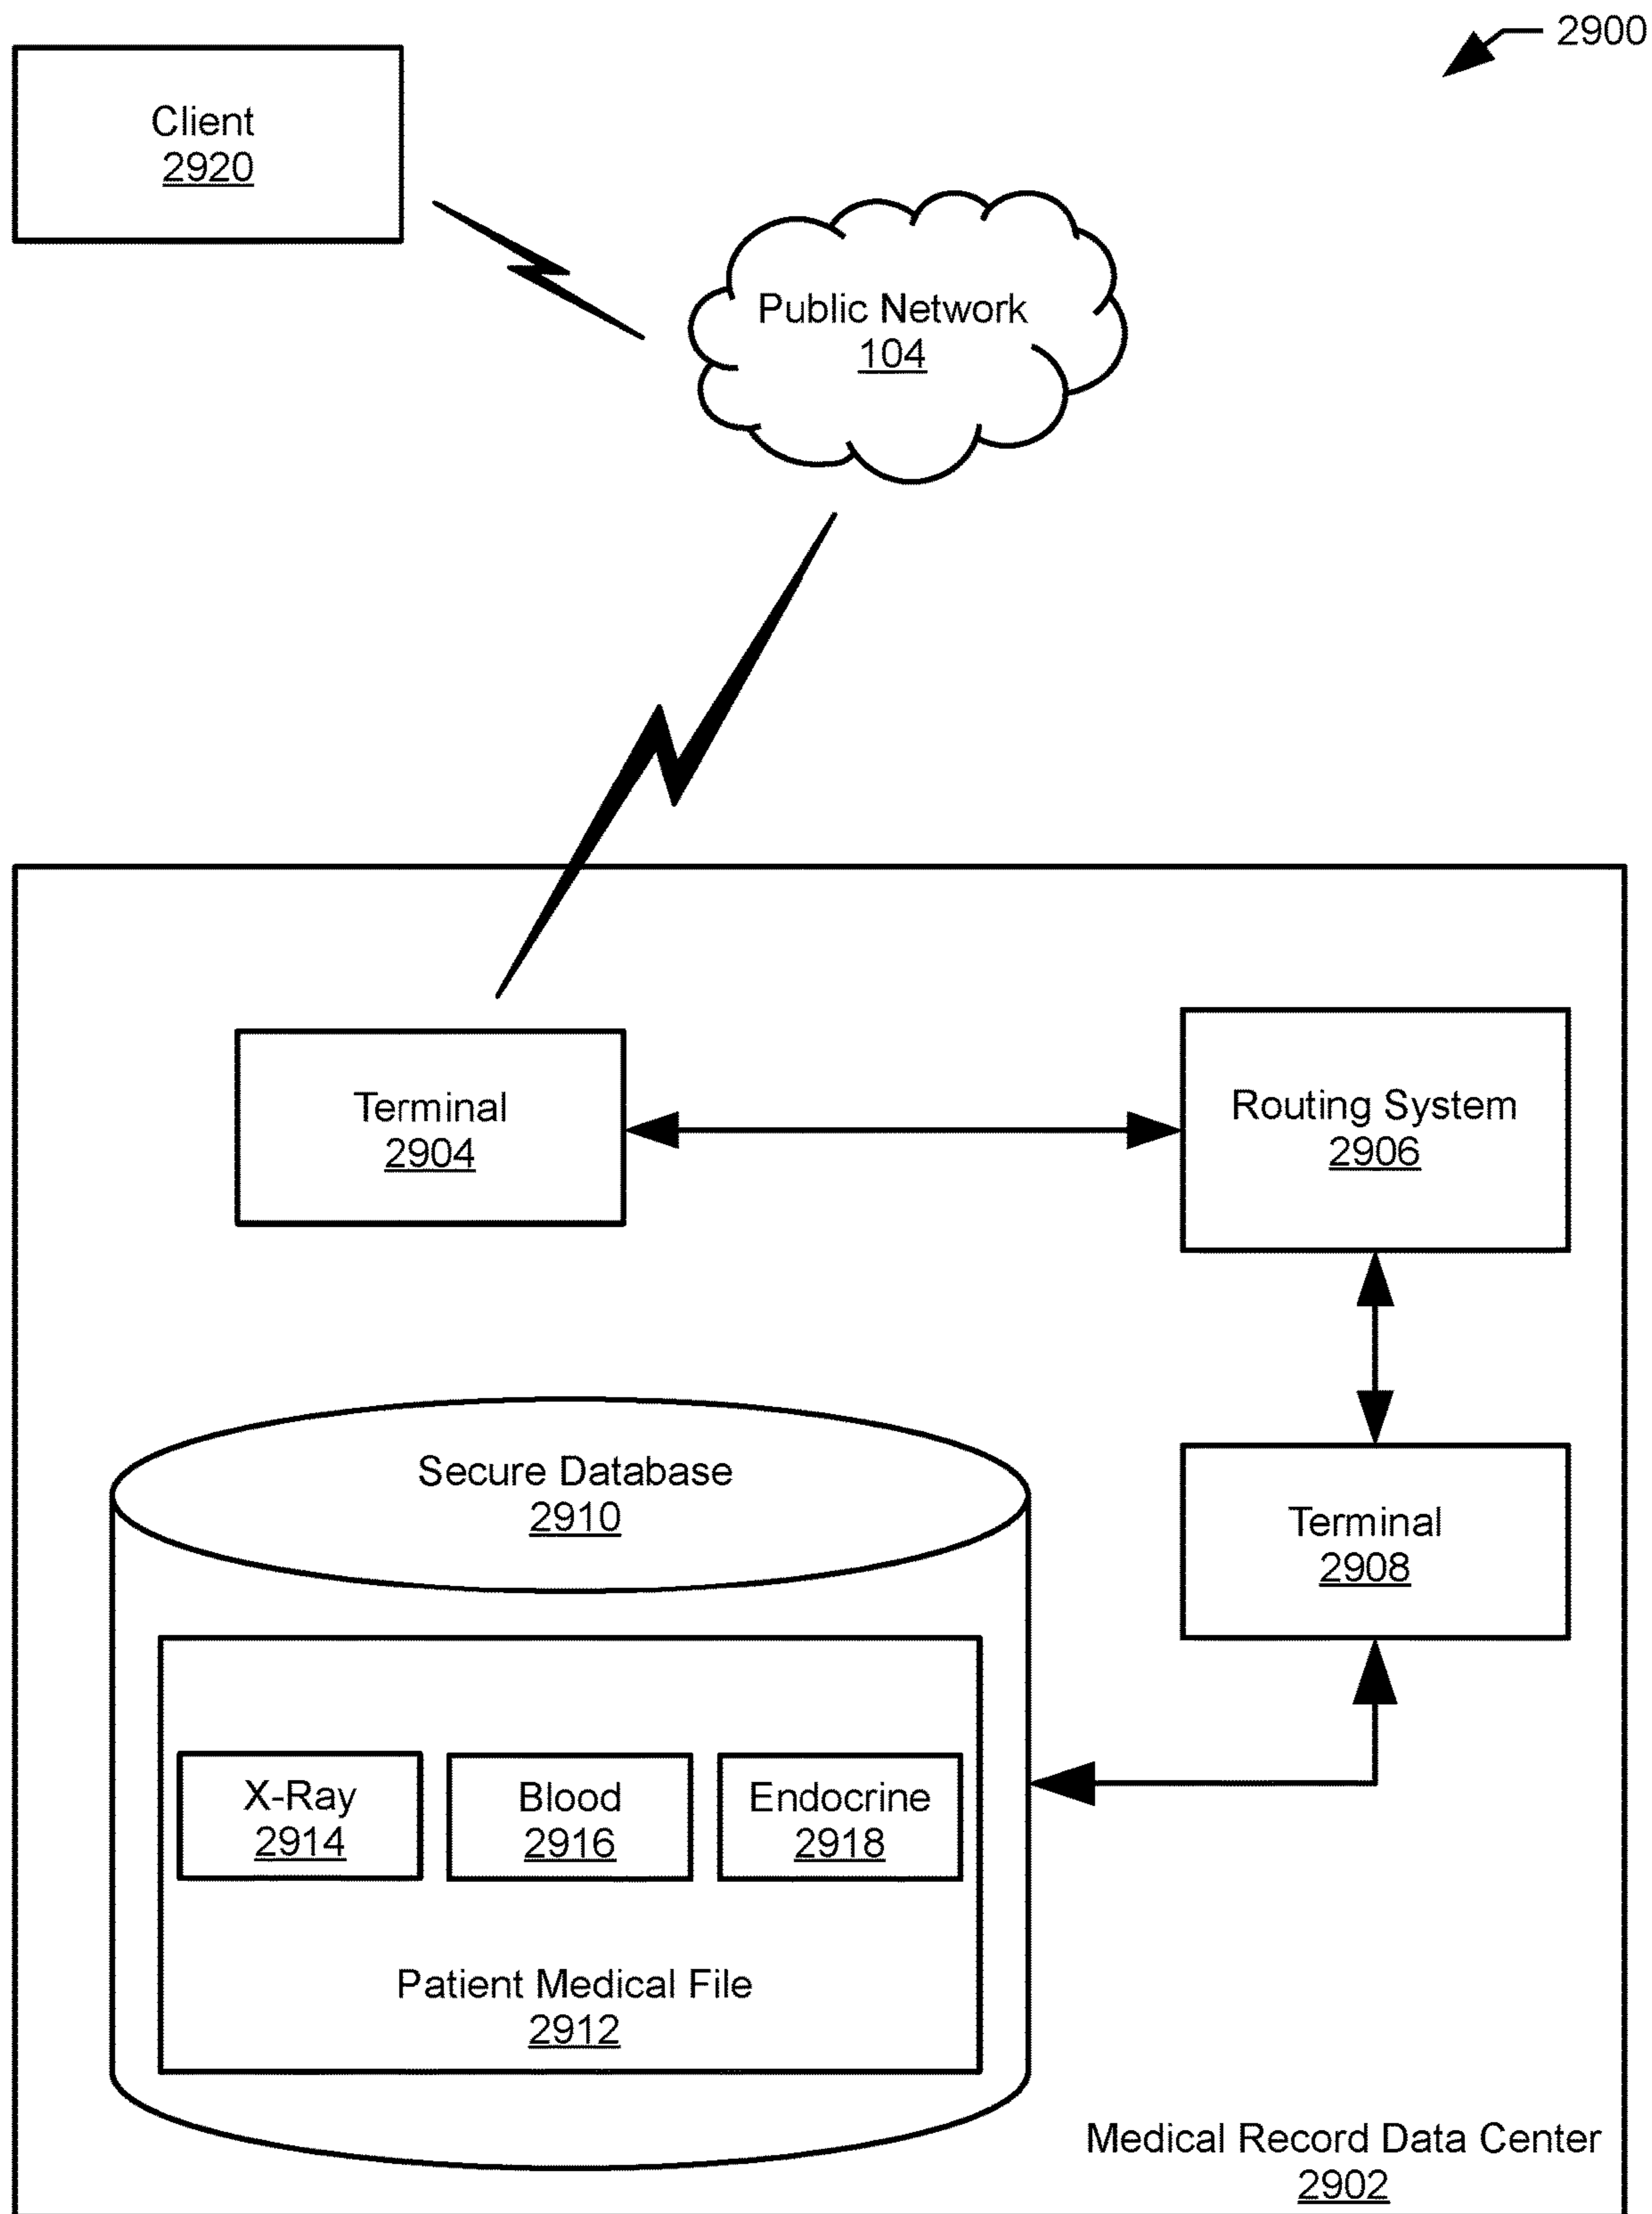 2900
Client
2920
Public Network
104
Terminal
2904
Routing System
2906
Secure Database
2910
Terminal
2908
X-Ray
2914
Blood
2916
Endocrine
2918
Patient Medical File
2912
Medical Record Data Center
2902